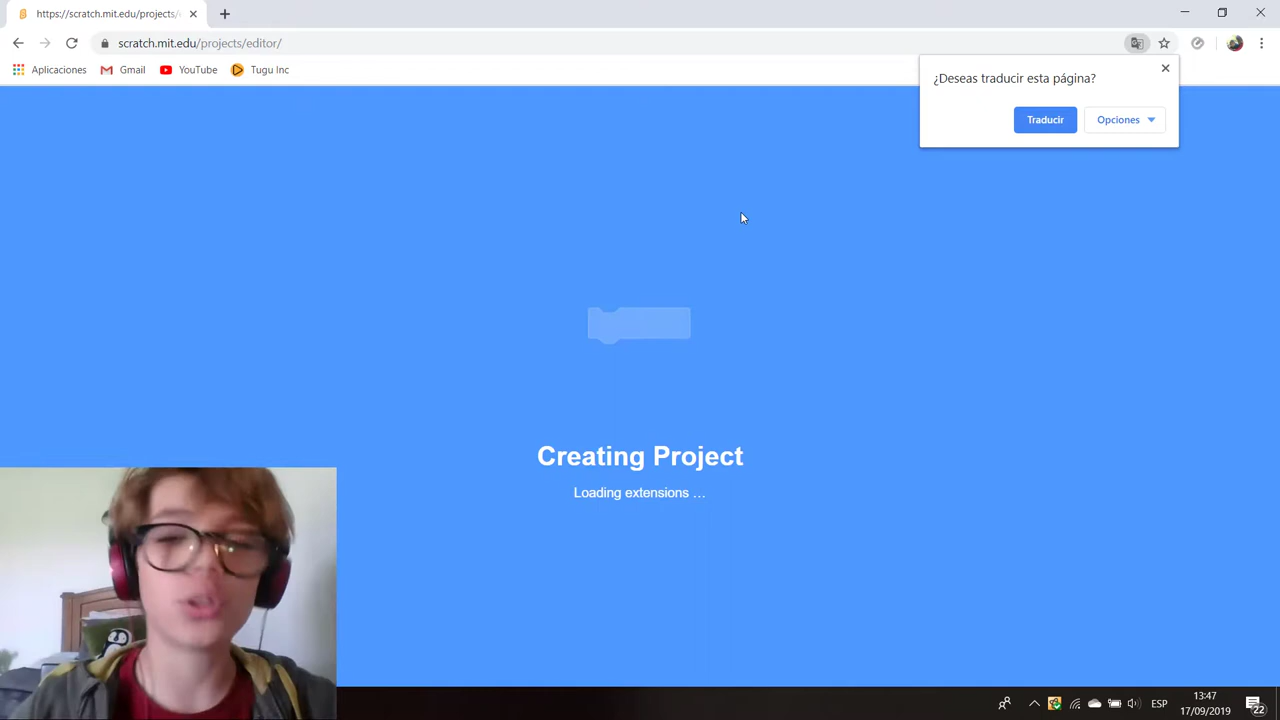 https://scratch.mit.edu/projects/
scratch.mit.edu/projects/editor/
Aplicaciones Gmail YouTube Tugu Inc
¿Deseas traducir esta página?
Traducir Opciones
Creating Project
Loading extensions …
ESP
13:47
17/09/2019
22